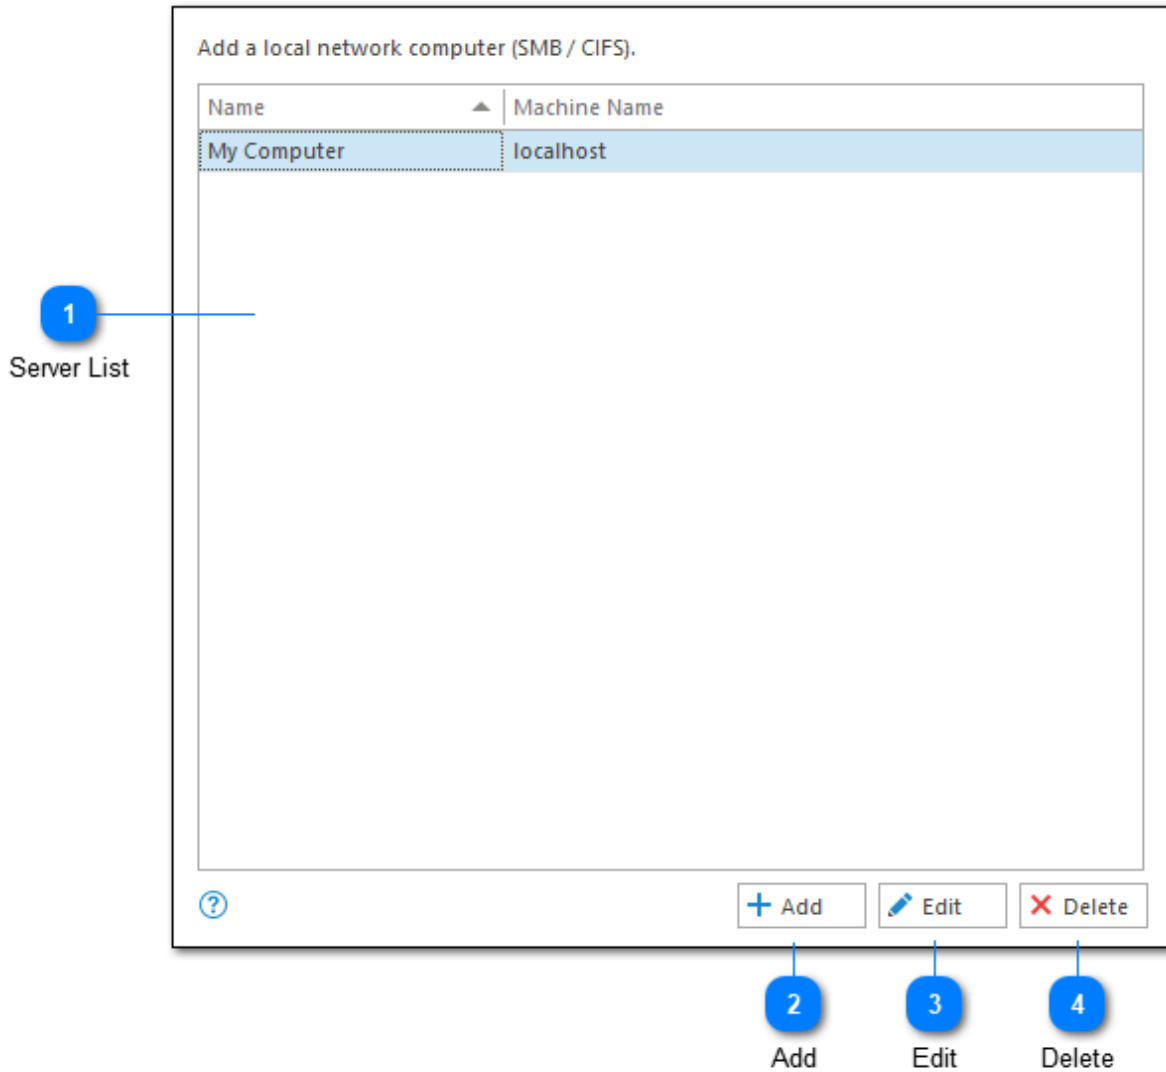 Add a local network computer (SMB / CIFS).
Name Machine Name
My Computer localhost
1
Server List
? Add Edit Delete
2 3 4
Add Edit Delete